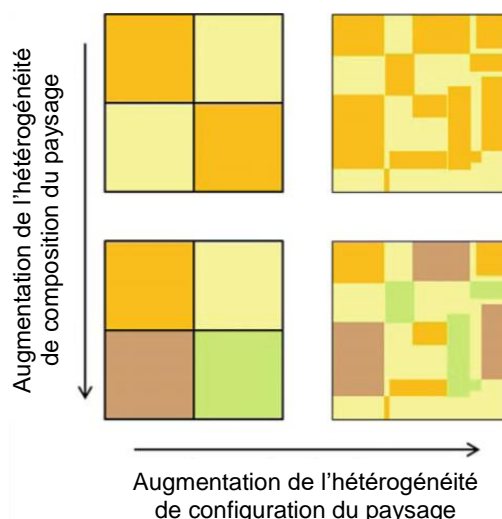 Augmentation de l'hétérogénéité
de composition du paysage
Augmentation de l'hétérogénéité
de configuration du paysage